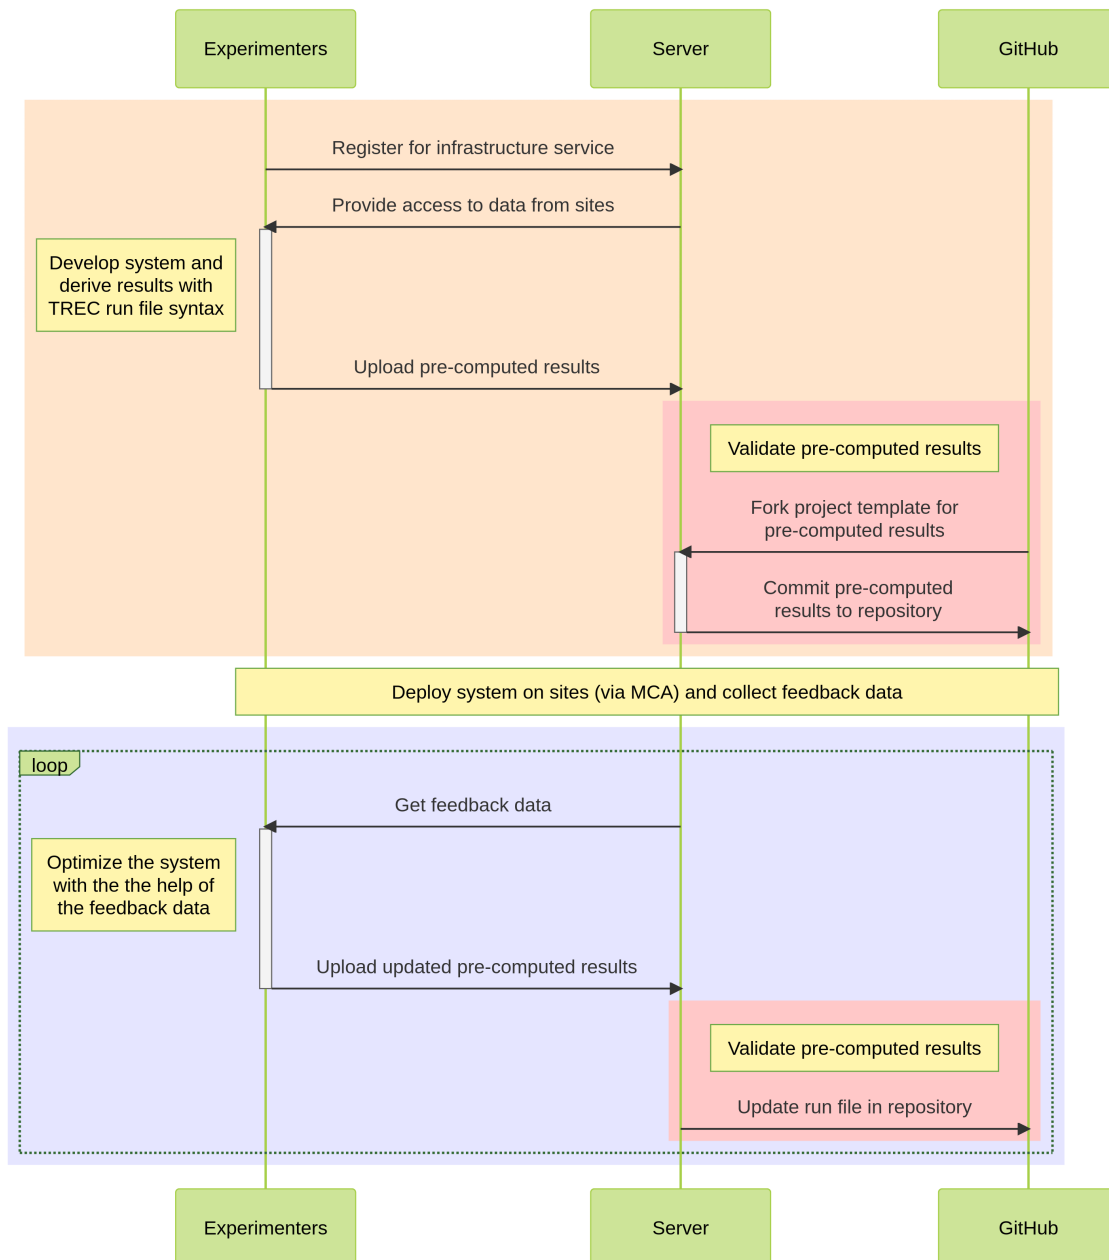 Experimenters
Server
GitHub
Register for infrastructure service
Provide access to data from sites
Develop system and
derive results with
TREC run file syntax
Upload pre-computed results
Validate pre-computed results
Fork project template for
pre-computed results
Commit pre-computed
results to repository
Deploy system on sites (via MCA) and collect feedback data
loop
Get feedback data
Optimize the system
with the the help of
the feedback data
Upload updated pre-computed results
Validate pre-computed results
Update run file in repository
Experimenters
Server
GitHub